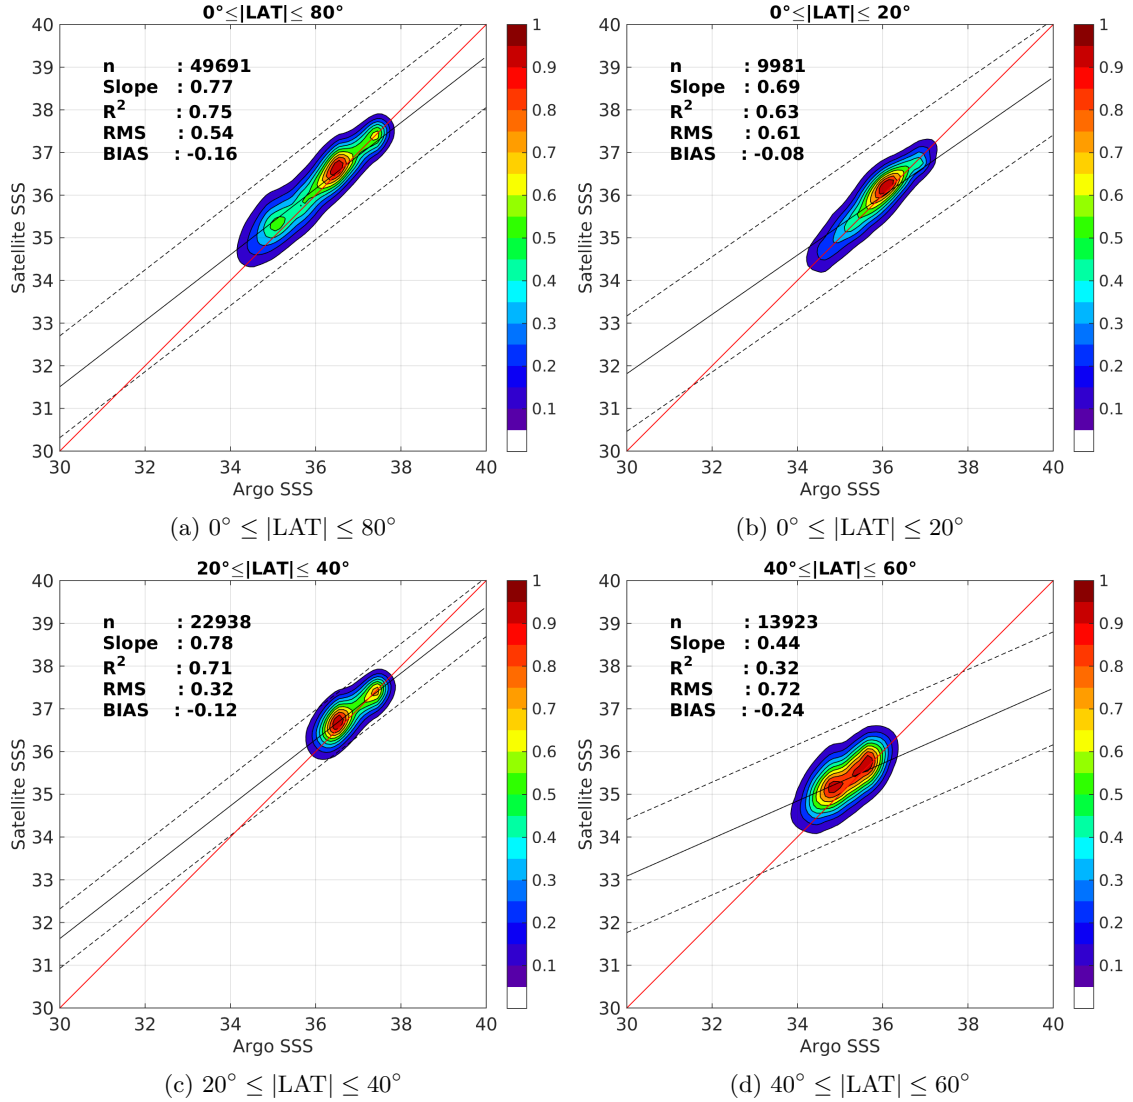 0°≤|LAT|≤ 80°
n : 49691
Slope : 0.77
R² : 0.75
RMS : 0.54
BIAS : -0.16
40
39
38
37
36
35
34
33
32
31
30
30 32 34 36 38 40
Satellite SSS
Argo SSS
1
0.9
0.8
0.7
0.6
0.5
0.4
0.3
0.2
0.1
(a) 0° ≤ |LAT| ≤ 80°
0°≤|LAT|≤ 20°
n : 9981
Slope : 0.69
R² : 0.63
RMS : 0.61
BIAS : -0.08
40
39
38
37
36
35
34
33
32
31
30
30 32 34 36 38 40
Satellite SSS
Argo SSS
1
0.9
0.8
0.7
0.6
0.5
0.4
0.3
0.2
0.1
(b) 0° ≤ |LAT| ≤ 20°
20°≤|LAT|≤ 40°
n : 22938
Slope : 0.78
R² : 0.71
RMS : 0.32
BIAS : -0.12
40
39
38
37
36
35
34
33
32
31
30
30 32 34 36 38 40
Satellite SSS
Argo SSS
1
0.9
0.8
0.7
0.6
0.5
0.4
0.3
0.2
0.1
(c) 20° ≤ |LAT| ≤ 40°
40°≤|LAT|≤ 60°
n : 13923
Slope : 0.44
R² : 0.32
RMS : 0.72
BIAS : -0.24
40
39
38
37
36
35
34
33
32
31
30
30 32 34 36 38 40
Satellite SSS
Argo SSS
1
0.9
0.8
0.7
0.6
0.5
0.4
0.3
0.2
0.1
(d) 40° ≤ |LAT| ≤ 60°